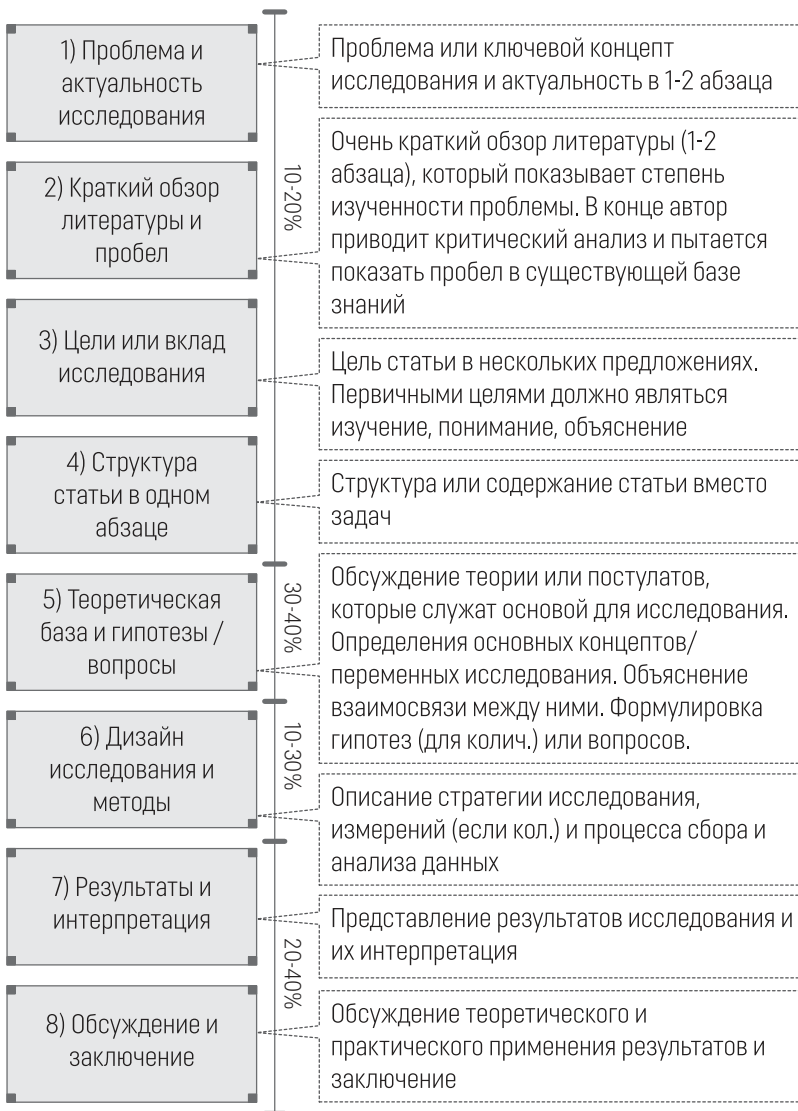 1) Проблема и
актуальность
исследования
Проблема или ключевой концепт
исследования и актуальность в 1-2 абзаца
2) Краткий обзор
литературы и
пробел
Очень краткий обзор литературы (1-2
абзаца), который показывает степень
изученности проблемы. В конце автор
приводит критический анализ и пытается
показать пробел в существующей базе
знаний
10-20%
3) Цели или вклад
исследования
Цель статьи в нескольких предложениях.
Первичными целями должно являться
изучение, понимание, объяснение
4) Структура
статьи в одном
абзаце
Структура или содержание статьи вместо
задач
5) Теоретическая
база и гипотезы /
вопросы
30-40%
Обсуждение теории или постулатов,
которые служат основой для исследования.
Определения основных концептов/
переменных исследования. Объяснение
взаимосвязи между ними. Формулировка
гипотез (для колич.) или вопросов.
6) Дизайн
исследования и
методы
10-30%
Описание стратегии исследования,
измерений (если кол.) и процесса сбора и
анализа данных
7) Результаты и
интерпретация
Представление результатов исследования и
их интерпретация
20-40%
8) Обсуждение и
заключение
Обсуждение теоретического и
практического применения результатов и
заключение